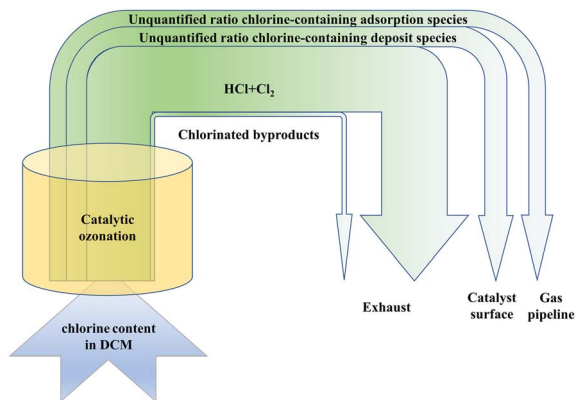 Unquantified ratio chlorine-containing adsorption species
Unquantified ratio chlorine-containing deposit species
HCl+Cl₂
Chlorinated byproducts
Catalytic
ozonation
chlorine content
in DCM
Exhaust
Catalyst
surface
Gas
pipeline